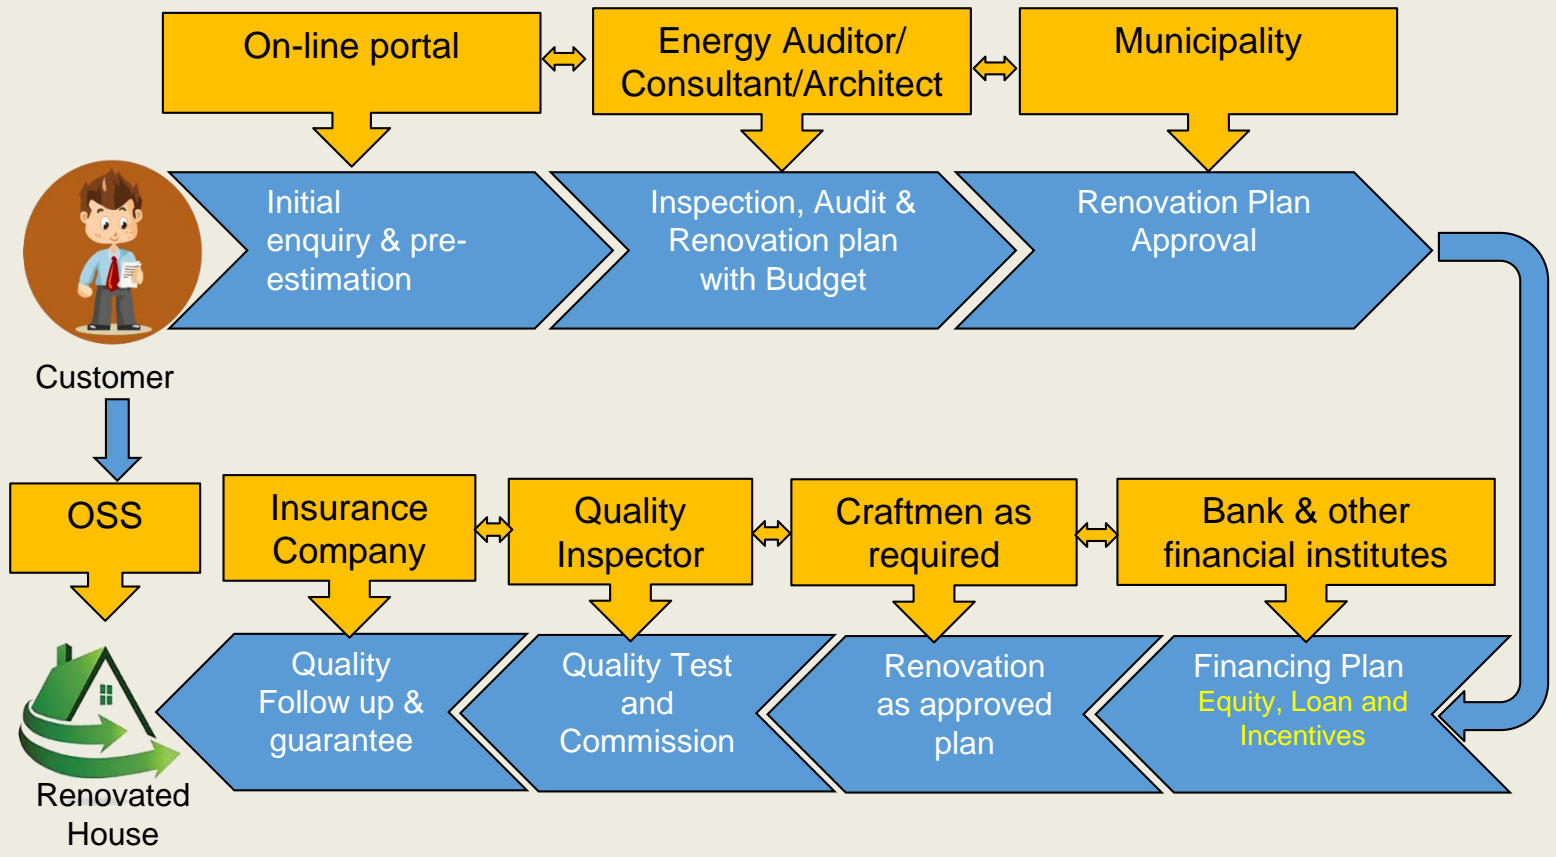 On-line portal
Energy Auditor/
Consultant/Architect
Municipality
Initial
enquiry & pre-
estimation
Inspection, Audit &
Renovation plan
with Budget
Renovation Plan
Approval
Customer
OSS
Insurance
Company
Quality
Inspector
Craftmen as
required
Bank & other
financial institutes
Quality
Follow up &
guarantee
Quality Test
and
Commission
Renovation
as approved
plan
Financing Plan
Equity, Loan and
Incentives
Renovated
House